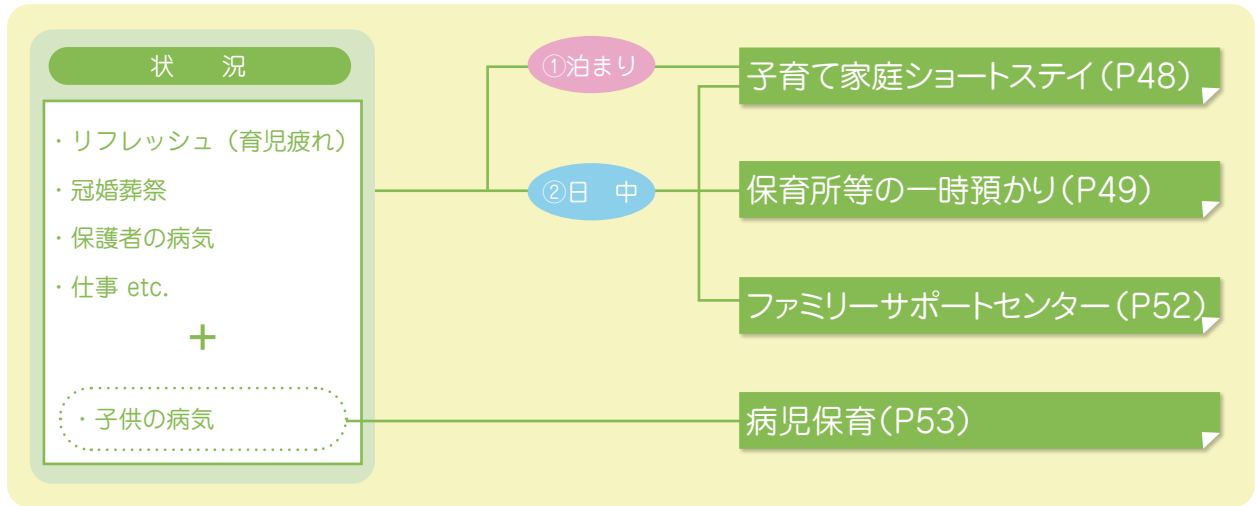 状　況
・リフレッシュ（育児疲れ）
・冠婚葬祭
・保護者の病気
・仕事 etc.
＋
・子供の病気
①泊まり
②日　中
子育て家庭ショートステイ（P48）
保育所等の一時預かり（P49）
ファミリーサポートセンター（P52）
病児保育（P53）